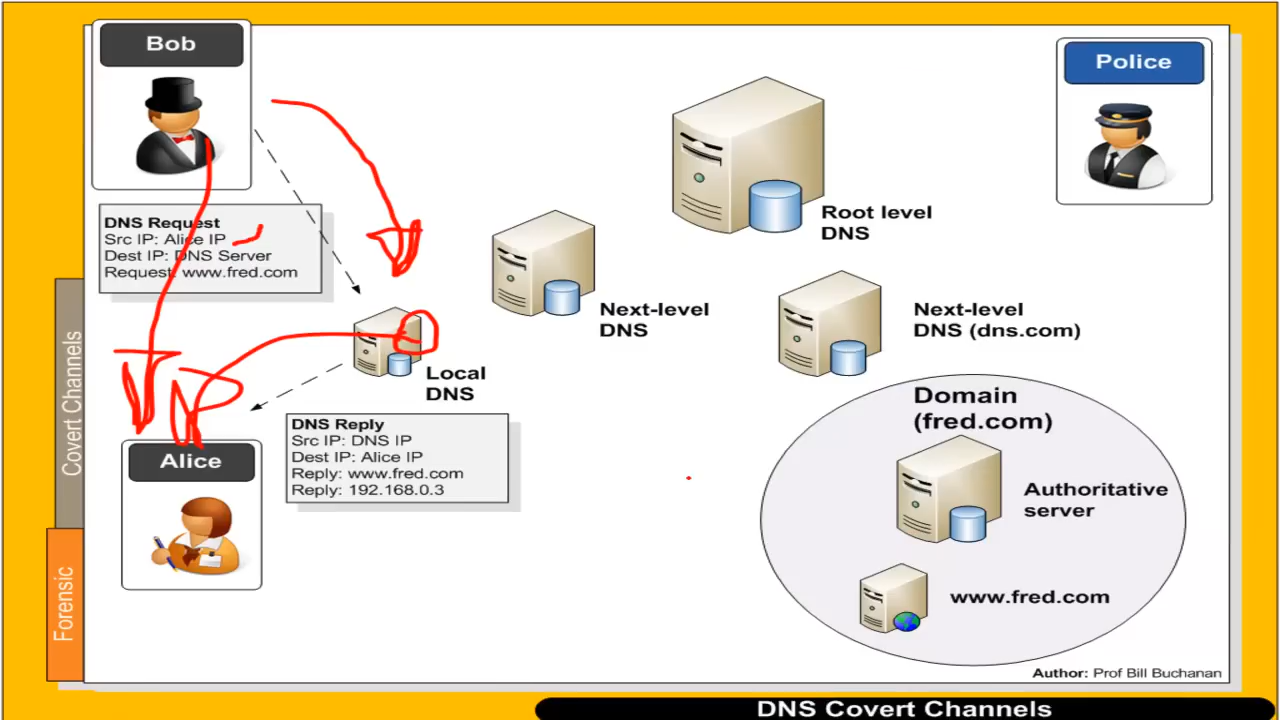 Bob
Police
DNS Request
Src IP: Alice IP
Dest IP: DNS Server
Request: www.fred.com
Root level
DNS
Next-level
DNS
Next-level
DNS (dns.com)
Local
DNS
DNS Reply
Src IP: DNS IP
Dest IP: Alice IP
Reply: www.fred.com
Reply: 192.168.0.3
Alice
Domain
(fred.com)
Authoritative
server
www.fred.com
Covert Channels
Forensic
Author: Prof Bill Buchanan
DNS Covert Channels